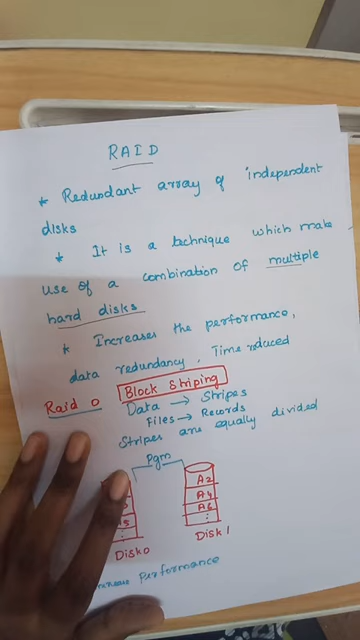 RAID
* Redundant array of independent
disks
* It is a technique which make
use of a combination of multiple
hard disks
* Increases the performance,
data redundancy, Time reduced
Raid 0 Block Striping
Data → Stripes
Files → Records
Stripes are equally divided
Pgm
A2
A4
A6
A5
Disk0
Disk1
Performance